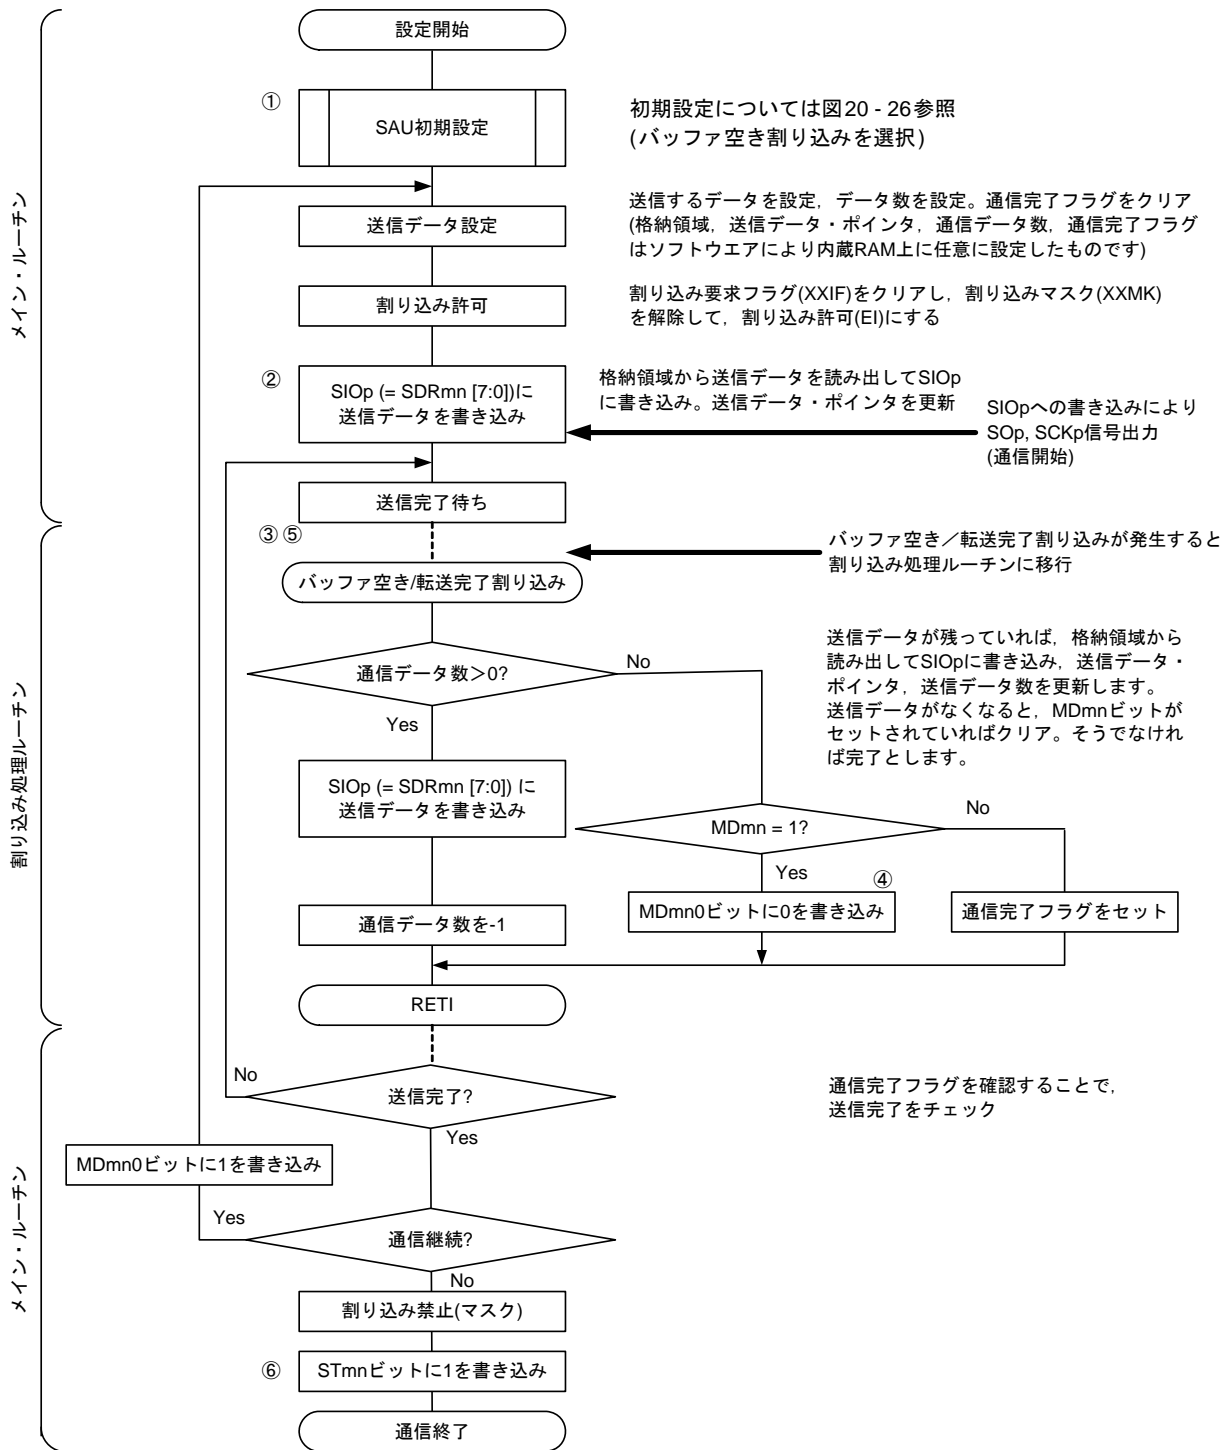 設定開始
①
SAU初期設定
初期設定については図20 - 26参照
(バッファ空き割り込みを選択)
メイン・ルーチン
送信データ設定
送信するデータを設定，データ数を設定。通信完了フラグをクリア
(格納領域，送信データ・ポインタ，通信データ数，通信完了フラグ
はソフトウエアにより内蔵RAM上に任意に設定したものです)
割り込み許可
割り込み要求フラグ(XXIF)をクリアし，割り込みマスク(XXMK)
を解除して，割り込み許可(EI)にする
②
SIOp (= SDRmn [7:0])に
送信データを書き込み
格納領域から送信データを読み出してSIOp
に書き込み。送信データ・ポインタを更新
SIOpへの書き込みにより
SOp, SCKp信号出力
(通信開始)
送信完了待ち
③ ⑤
バッファ空き／転送完了割り込みが発生すると
割り込み処理ルーチンに移行
バッファ空き/転送完了割り込み
割り込み処理ルーチン
通信データ数＞0?
No
Yes
送信データが残っていれば，格納領域から
読み出してSIOpに書き込み，送信データ・
ポインタ，送信データ数を更新します。
送信データがなくなると，MDmnビットが
セットされていればクリア。そうでなけれ
ば完了とします。
SIOp (= SDRmn [7:0]) に
送信データを書き込み
MDmn = 1?
No
Yes
④
通信データ数を-1
MDmn0ビットに0を書き込み
通信完了フラグをセット
RETI
メイン・ルーチン
No
送信完了?
Yes
通信完了フラグを確認することで，
送信完了をチェック
MDmn0ビットに1を書き込み
Yes
通信継続?
No
割り込み禁止(マスク)
⑥
STmnビットに1を書き込み
通信終了